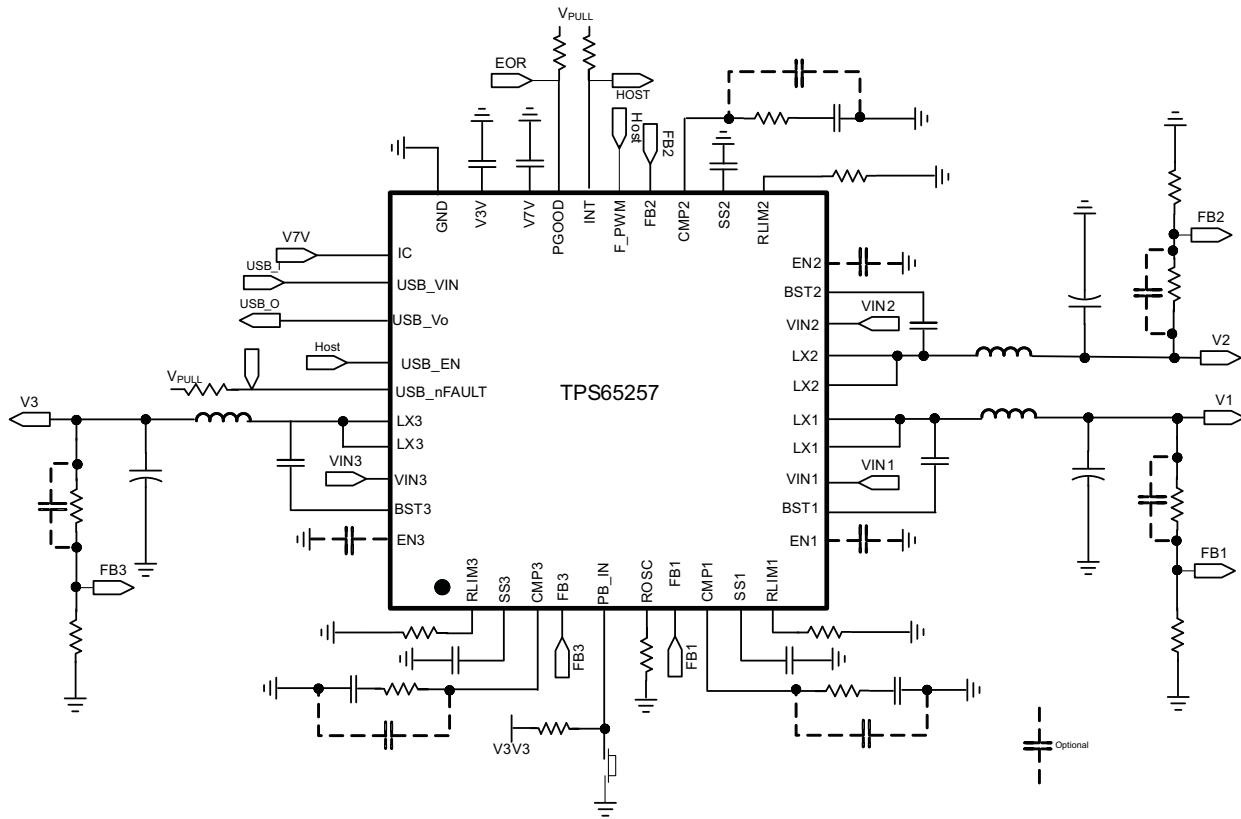 VPULL
EOR
HOST
Host
FB2
GND
V3V
V7V
PGOOD
INT
F_PWM
FB2
CMP2
SS2
RLIM2
V7V
IC
USB_I
USB_VIN
USB_O
USB_Vo
Host
USB_EN
VPULL
USB_nFAULT
V3
LX3
LX3
VIN3
VIN3
BST3
EN3
FB3
TPS65257
EN2
BST2
VIN2
VIN2
LX2
LX2
FB2
V2
LX1
LX1
V1
VIN1
VIN1
BST1
EN1
FB1
RLIM3
SS3
CMP3
FB3
PB_IN
ROSC
FB1
CMP1
SS1
RLIM1
FB3
FB1
V3V3
Optional